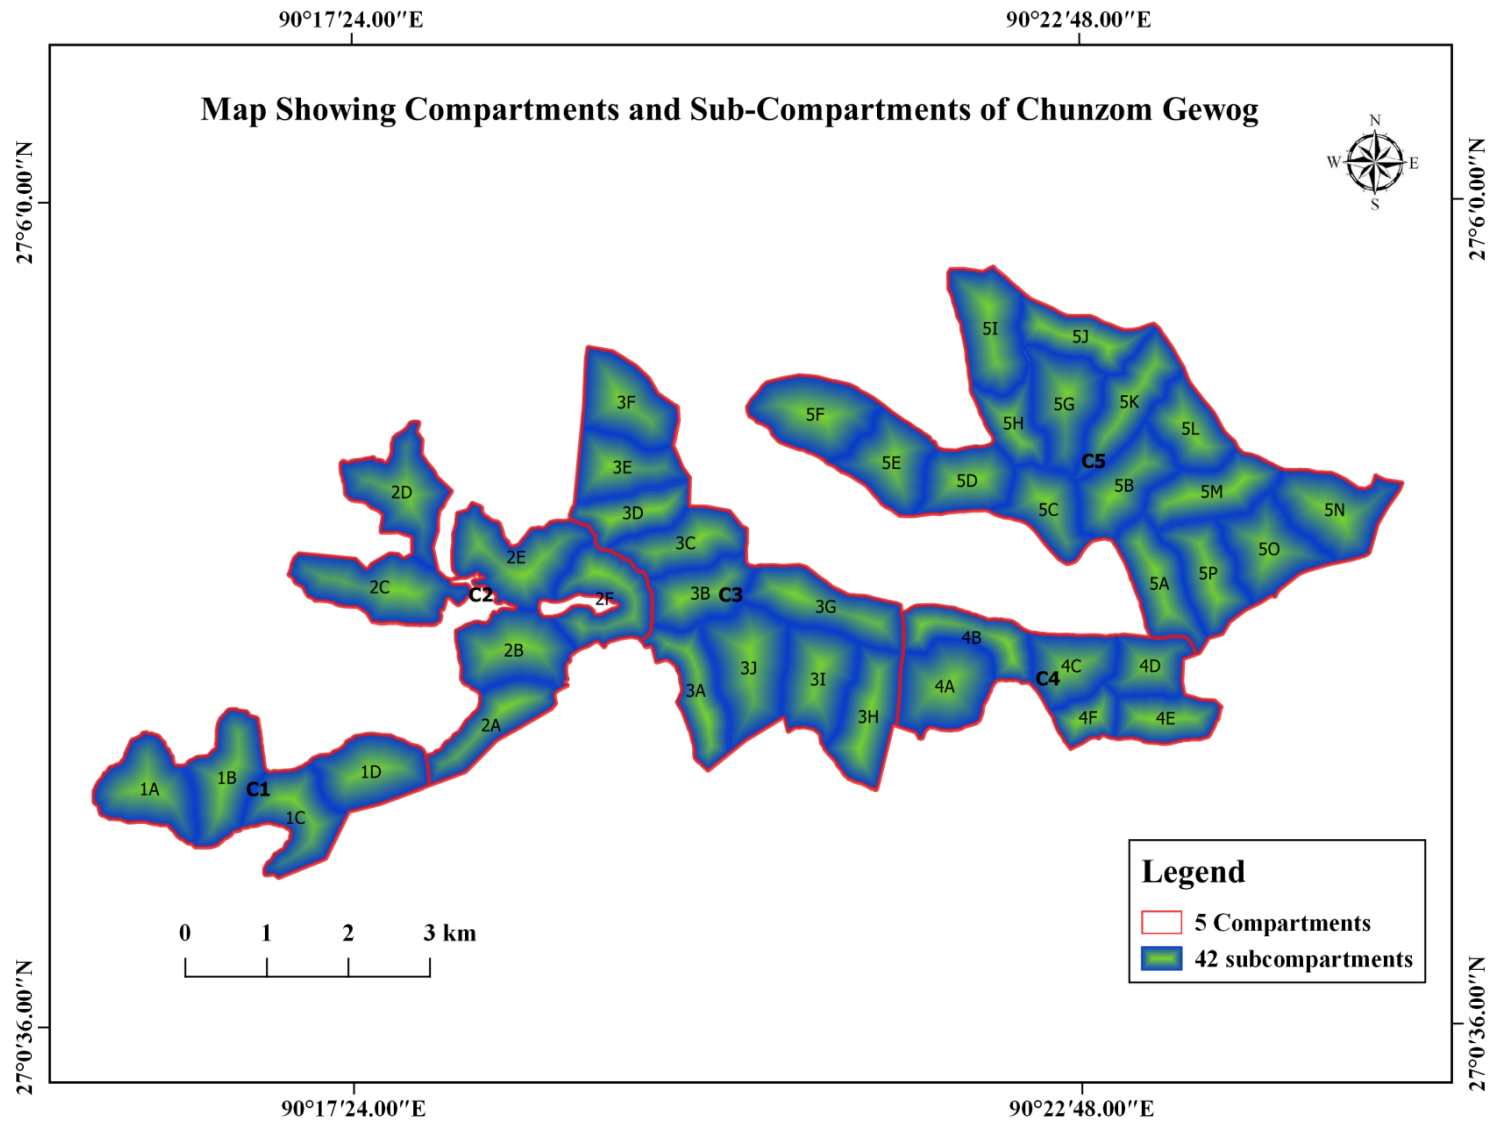 90°17′24.00″E
90°22′48.00″E
Map Showing Compartments and Sub-Compartments of Chunzom Gewog
N
W
E
S
27°6′0.00″N
27°6′0.00″N
5I
5J
3F
5F
5H
5G
5K
5L
3E
5E
5D
C5
2D
3D
5C
5B
5M
5N
2E
3C
5O
2C
C2
2F
3B
C3
3G
5A
5P
2B
4B
3A
3J
3I
4A
C4
4C
4D
2A
3H
4F
4E
1A
1B
C1
1D
1C
Legend
5 Compartments
42 subcompartments
0
1
2
3 km
27°0′36.00″N
27°0′36.00″N
90°17′24.00″E
90°22′48.00″E